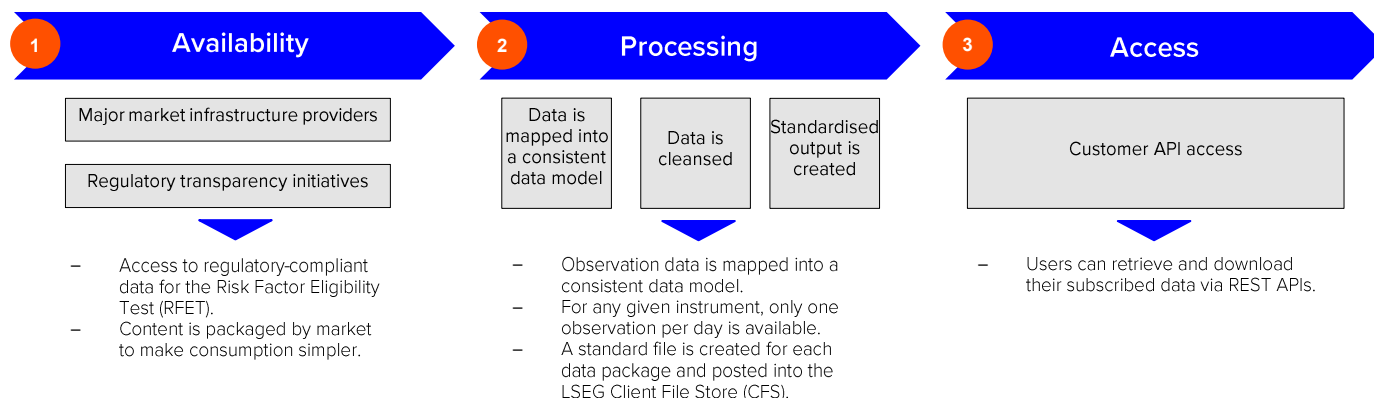 1
Availability
Major market infrastructure providers
Regulatory transparency initiatives
– Access to regulatory-compliant
data for the Risk Factor Eligibility
Test (RFET).
– Content is packaged by market
to make consumption simpler.
2
Processing
Data is
mapped into
a consistent
data model
Data is
cleansed
Standardised
output is
created
– Observation data is mapped into a
consistent data model.
– For any given instrument, only one
observation per day is available.
– A standard file is created for each
data package and posted into the
LSEG Client File Store (CFS).
3
Access
Customer API access
– Users can retrieve and download
their subscribed data via REST APIs.